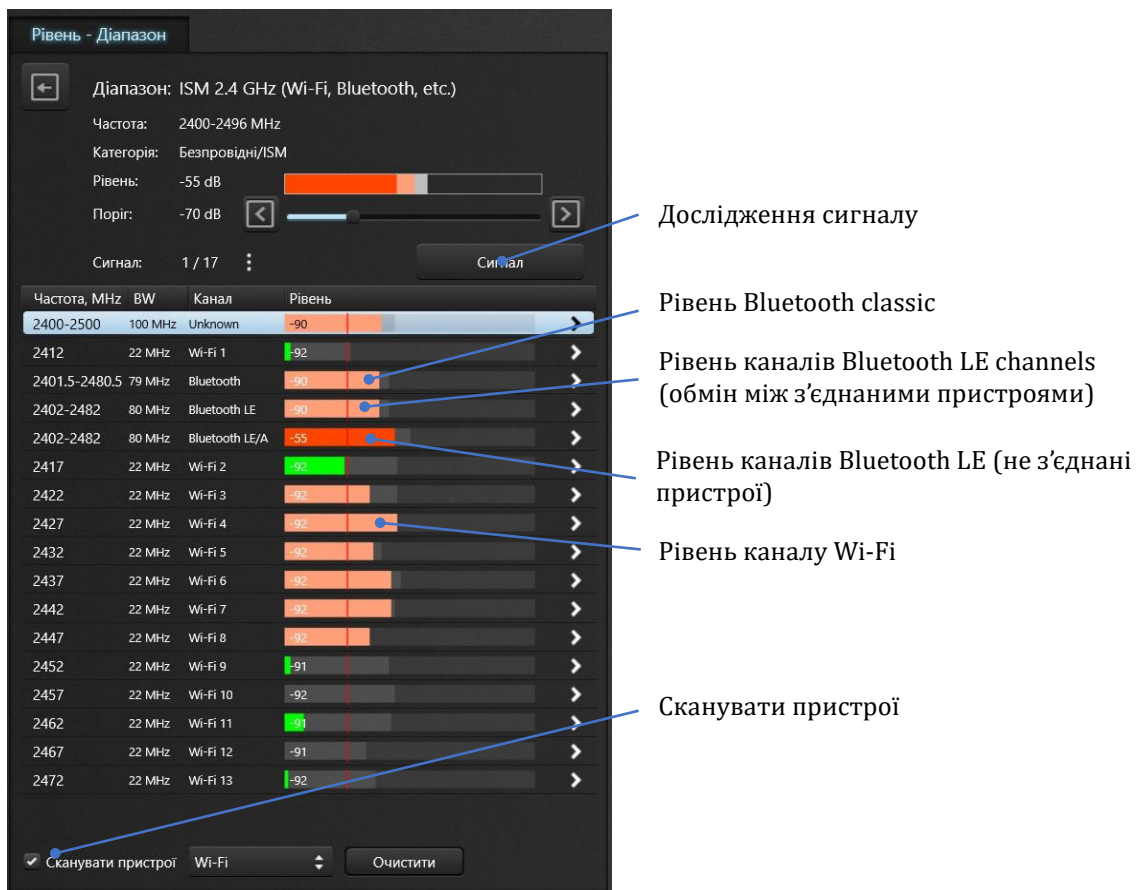 Рівень - Діапазон
Діапазон: ISM 2.4 GHz (Wi-Fi, Bluetooth, etc.)
Частота: 2400-2496 MHz
Категорія: Безпровідні/ISM
Рівень: -55 dB
Поріг: -70 dB
Сигнал: 1 / 17 Сигнал
Частота, MHz BW Канал Рівень
2400-2500 100 MHz Unknown -90
2412 22 MHz Wi-Fi 1 -92
2401.5-2480.5 79 MHz Bluetooth -90
2402-2482 80 MHz Bluetooth LE -90
2402-2482 80 MHz Bluetooth LE/A -55
2417 22 MHz Wi-Fi 2 -92
2422 22 MHz Wi-Fi 3 -92
2427 22 MHz Wi-Fi 4 -92
2432 22 MHz Wi-Fi 5 -92
2437 22 MHz Wi-Fi 6 -92
2442 22 MHz Wi-Fi 7 -92
2447 22 MHz Wi-Fi 8 -92
2452 22 MHz Wi-Fi 9 -91
2457 22 MHz Wi-Fi 10 -92
2462 22 MHz Wi-Fi 11 -91
2467 22 MHz Wi-Fi 12 -91
2472 22 MHz Wi-Fi 13 -92
Сканувати пристрої Wi-Fi Очистити
Дослідження сигналу
Рівень Bluetooth classic
Рівень каналів Bluetooth LE channels
(обмін між з’єднаними пристроями)
Рівень каналів Bluetooth LE (не з’єднані
пристрої)
Рівень каналу Wi-Fi
Сканувати пристрої